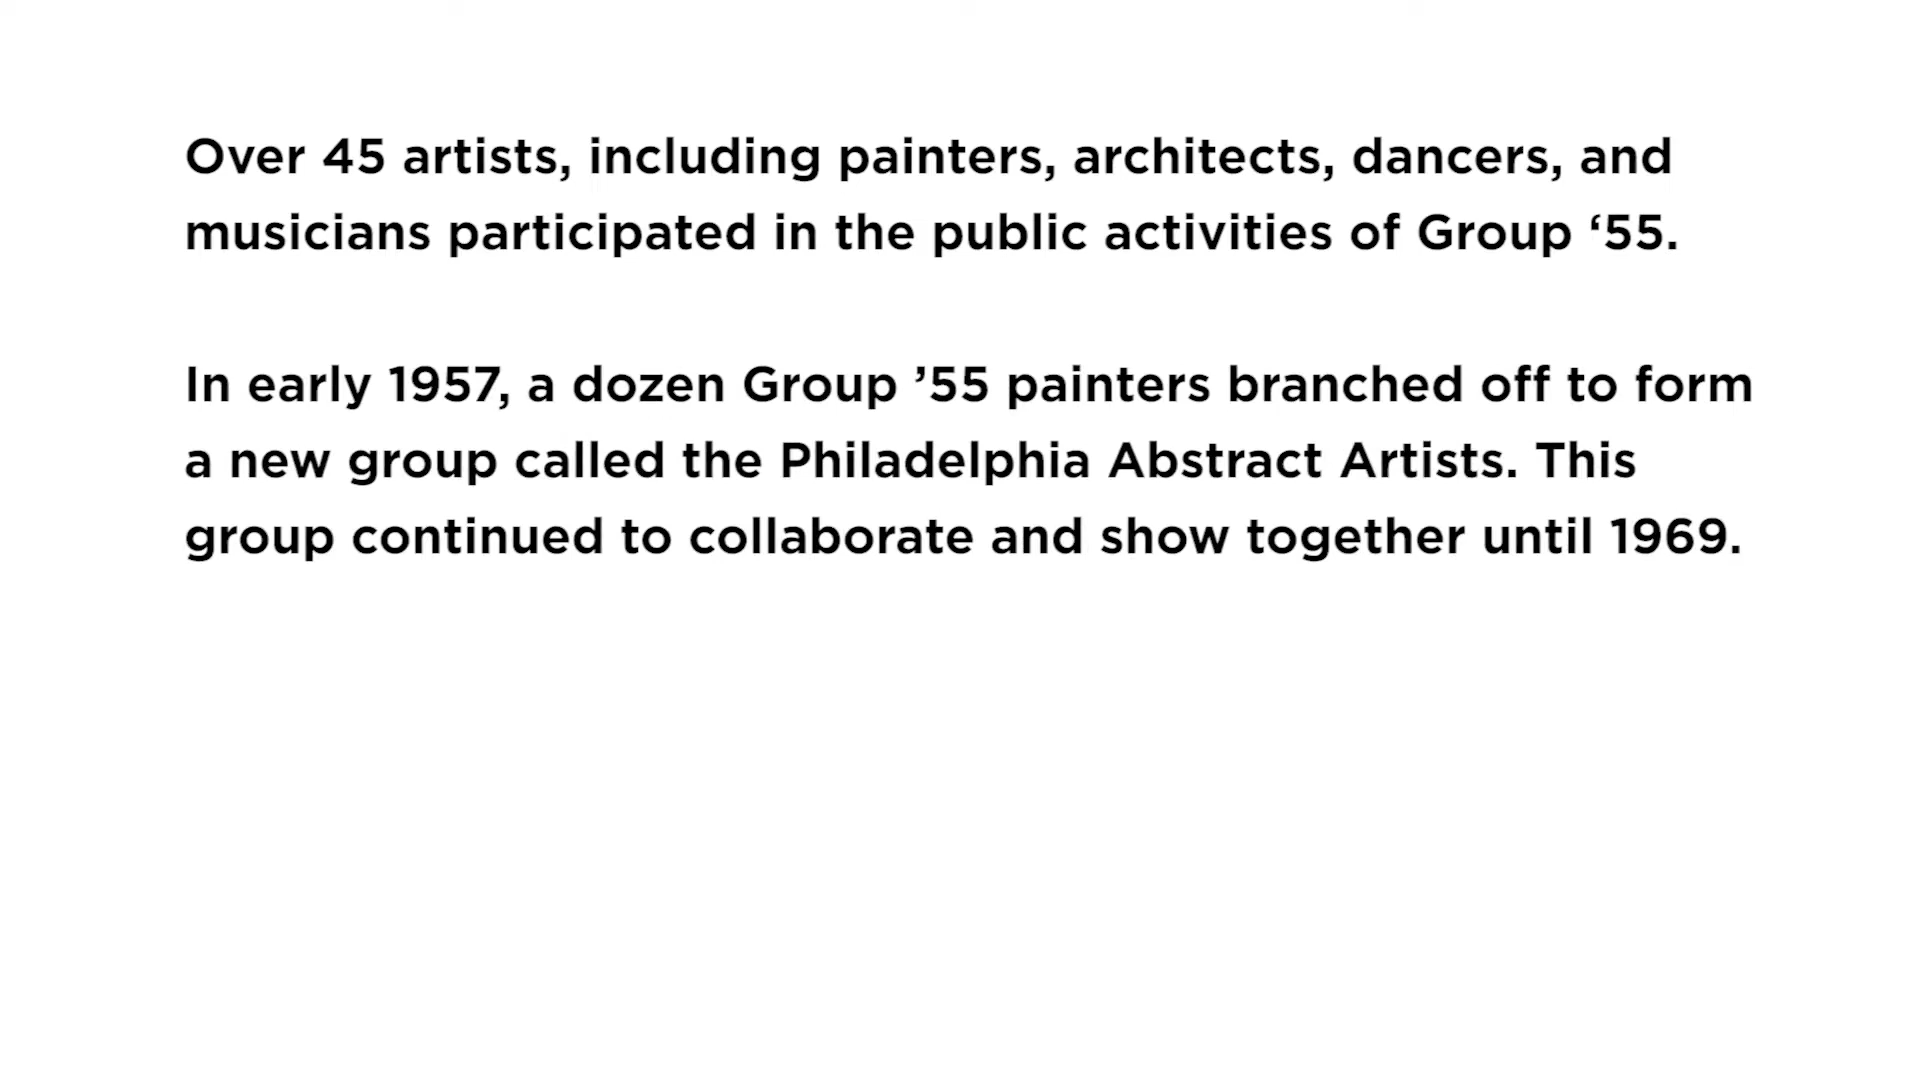 Over 45 artists, including painters, architects, dancers, and
musicians participated in the public activities of Group ‘55.
In early 1957, a dozen Group ’55 painters branched off to form
a new group called the Philadelphia Abstract Artists. This
group continued to collaborate and show together until 1969.